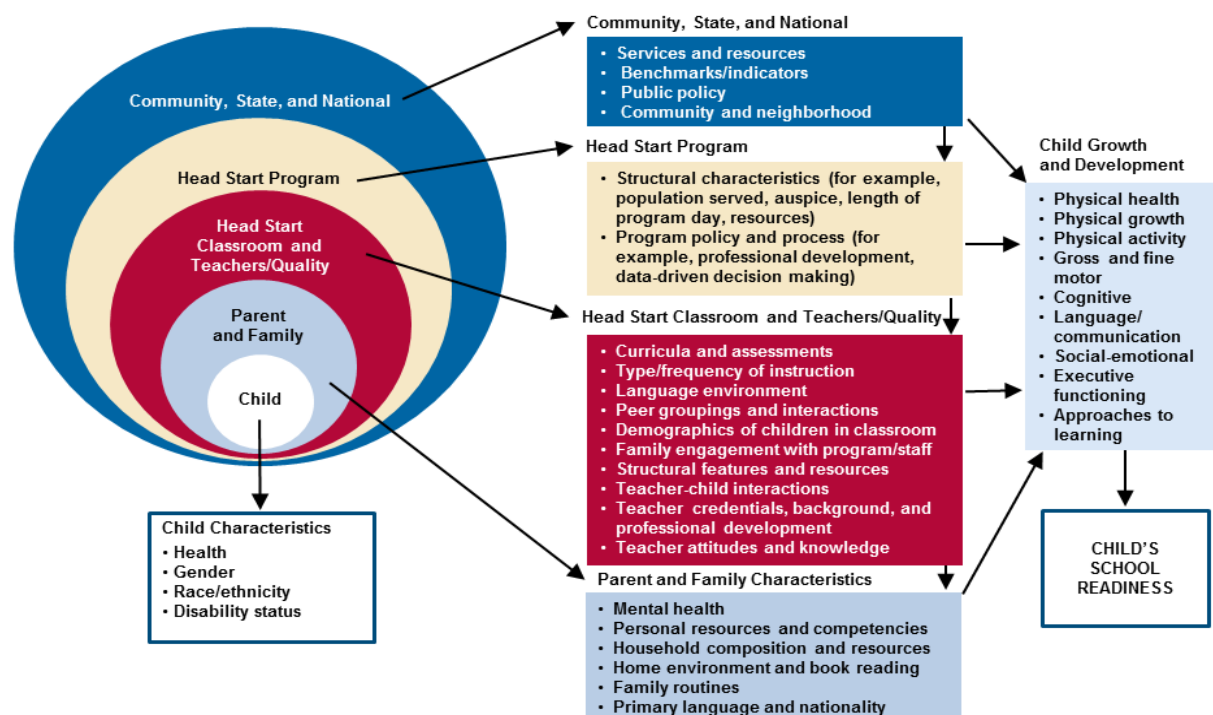 Community, State, and National
Head Start Program
Head Start
Classroom and
Teachers/Quality
Parent
and Family
Child
Child Characteristics
• Health
• Gender
• Race/ethnicity
• Disability status
Community, State, and National
• Services and resources
• Benchmarks/indicators
• Public policy
• Community and neighborhood
Head Start Program
• Structural characteristics (for example,
population served, auspice, length of
program day, resources)
• Program policy and process (for
example, professional development,
data-driven decision making)
Head Start Classroom and Teachers/Quality
• Curricula and assessments
• Type/frequency of instruction
• Language environment
• Peer groupings and interactions
• Demographics of children in classroom
• Family engagement with program/staff
• Structural features and resources
• Teacher-child interactions
• Teacher credentials, background, and
professional development
• Teacher attitudes and knowledge
Parent and Family Characteristics
• Mental health
• Personal resources and competencies
• Household composition and resources
• Home environment and book reading
• Family routines
• Primary language and nationality
Child Growth
and Development
• Physical health
• Physical growth
• Physical activity
• Gross and fine
motor
• Cognitive
• Language/
communication
• Social-emotional
• Executive
functioning
• Approaches to
learning
CHILD'S
SCHOOL
READINESS